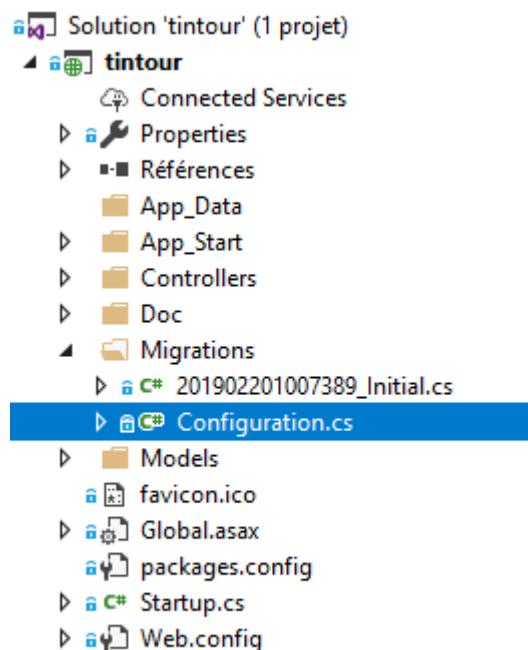 Solution 'tintour' (1 projet)
tintour
Connected Services
Properties
Références
App_Data
App_Start
Controllers
Doc
Migrations
C# 201902201007389_Initial.cs
C# Configuration.cs
Models
favicon.ico
Global.asax
packages.config
C# Startup.cs
Web.config